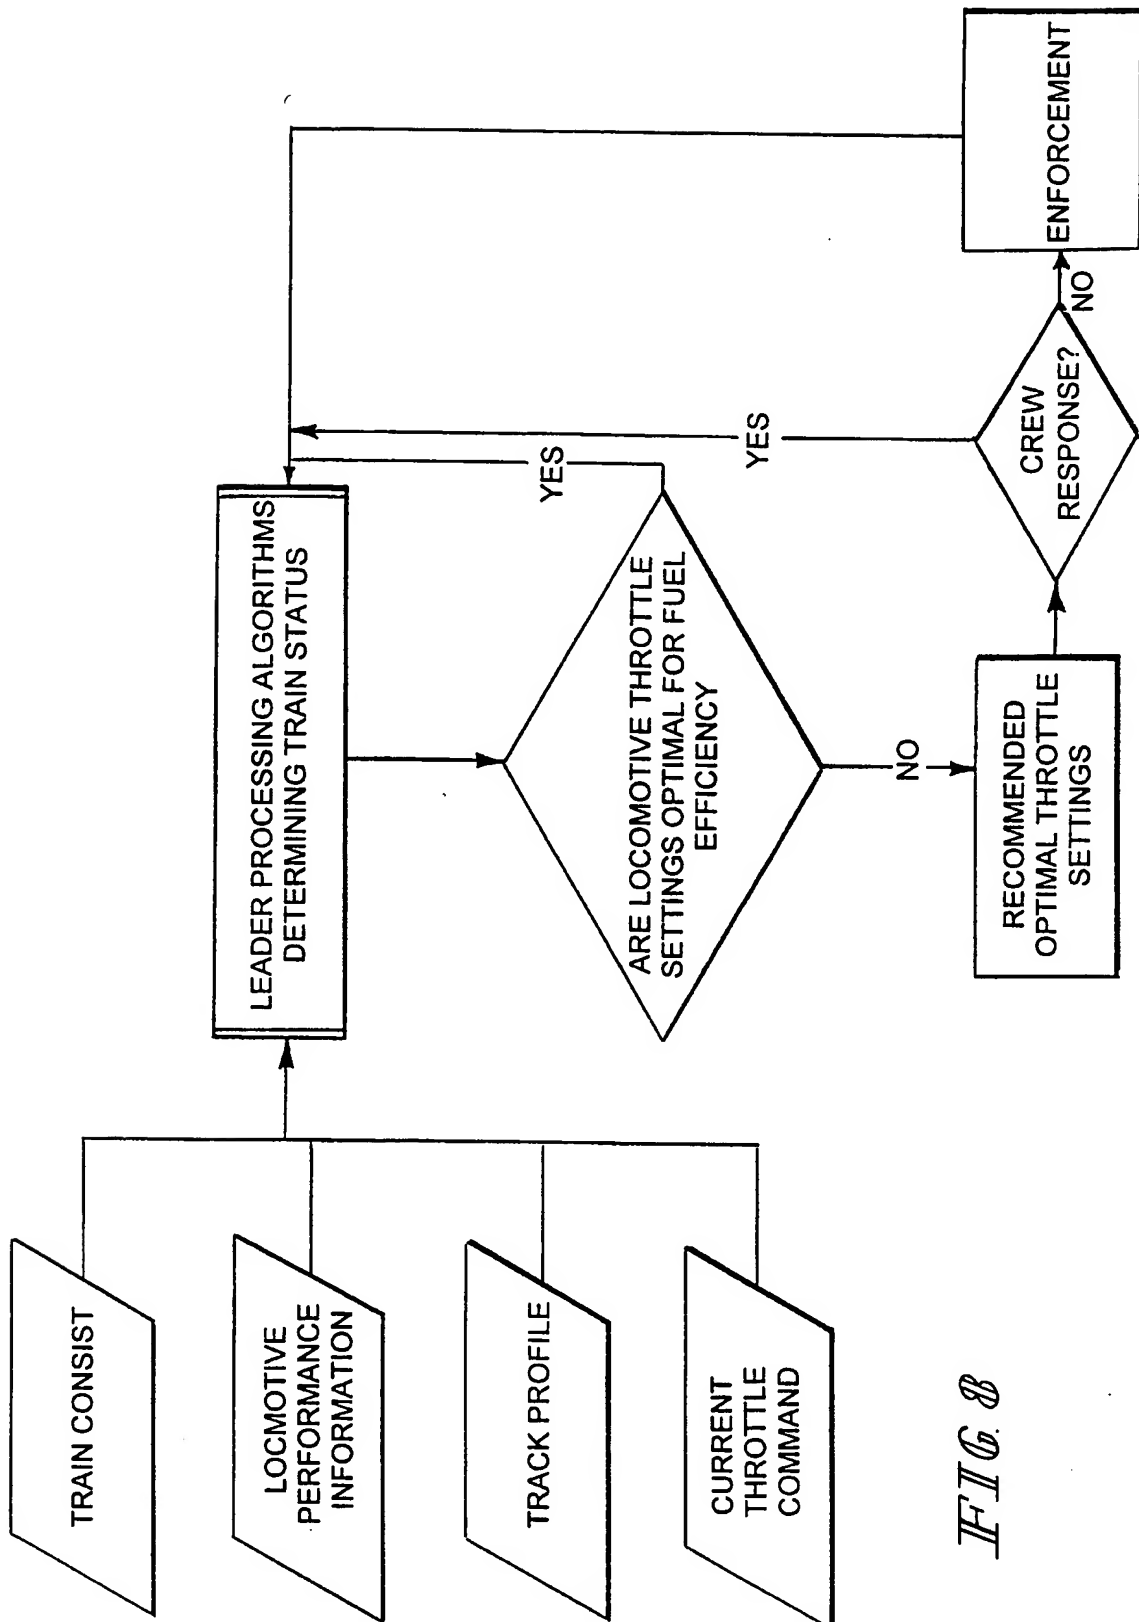 TRAIN CONSIST
LOCMOTIVE
PERFORMANCE
INFORMATION
TRACK PROFILE
CURRENT
THROTTLE
COMMAND
LEADER PROCESSING ALGORITHMS
DETERMINING TRAIN STATUS
ARE LOCOMOTIVE THROTTLE
SETTINGS OPTIMAL FOR FUEL
EFFICIENCY
YES
NO
RECOMMENDED
OPTIMAL THROTTLE
SETTINGS
CREW
RESPONSE?
YES
NO
ENFORCEMENT
FIG. 8